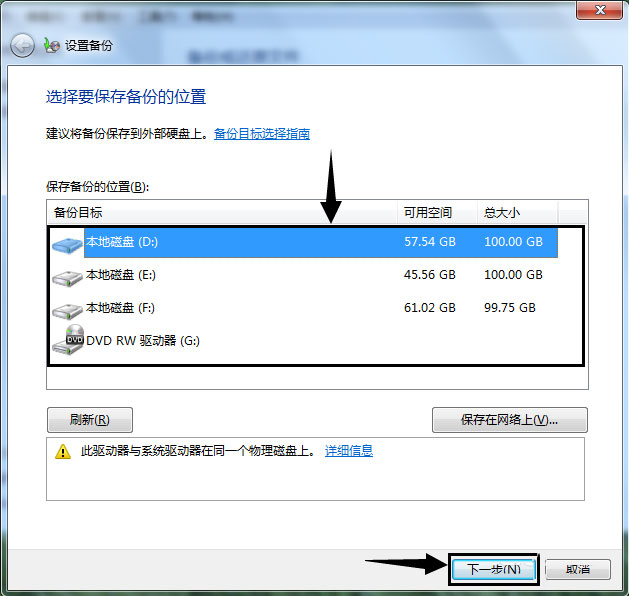 设置备份
选择要保存备份的位置
建议将备份保存到外部硬盘上。备份目标选择指南
保存备份的位置(B):
备份目标 可用空间 总大小
本地磁盘 (D:) 57.54 GB 100.00 GB
本地磁盘 (E:) 45.56 GB 100.00 GB
本地磁盘 (F:) 61.02 GB 99.75 GB
DVD DVD RW 驱动器 (G:)
刷新(R) 保存在网络上(V)...
此驱动器与系统驱动器在同一个物理磁盘上。 详细信息
下一步(N) 取消